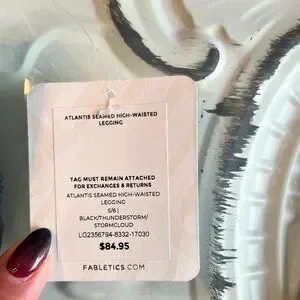 ATLANTIS SEAMED HIGH-WAISTED
LEGGING
TAG MUST REMAIN ATTACHED
FOR EXCHANGES & RETURNS
ATLANTIS SEAMED HIGH-WAISTED
LEGGING
S/6 |
BLACK/THUNDERSTORM/
STORMCLOUD
LG2356794-8332-17030
$84.95
FABLETICS.COM